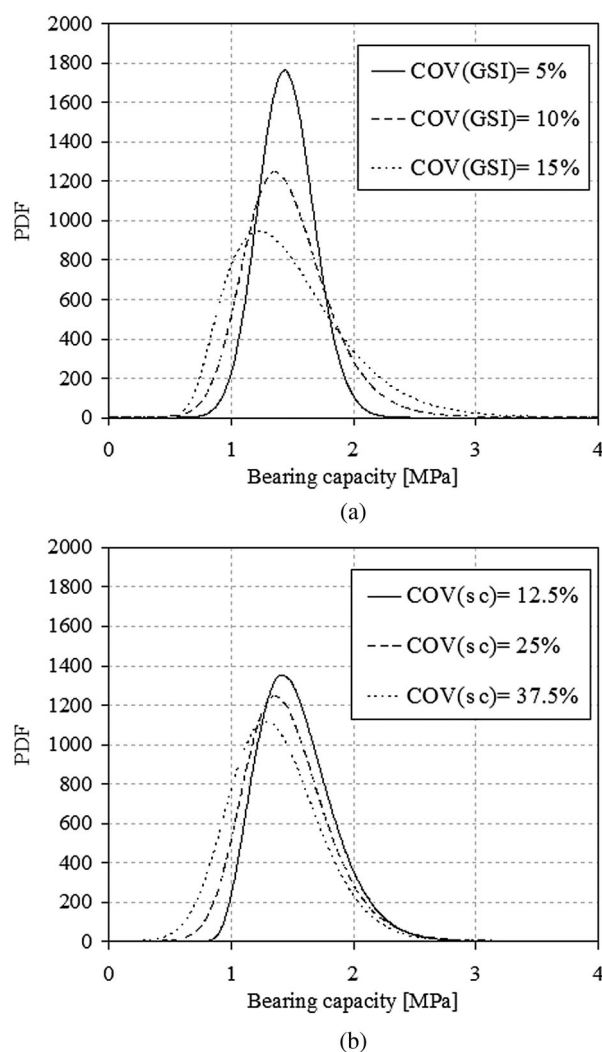 2000
1800
1600
1400
1200
1000
800
600
400
200
0
PDF
COV(GSI)= 5%
COV(GSI)= 10%
COV(GSI)= 15%
0 1 2 3 4
Bearing capacity [MPa]
(a)
2000
1800
1600
1400
1200
1000
800
600
400
200
0
PDF
COV(sc)= 12.5%
COV(sc)= 25%
COV(sc)= 37.5%
0 1 2 3 4
Bearing capacity [MPa]
(b)